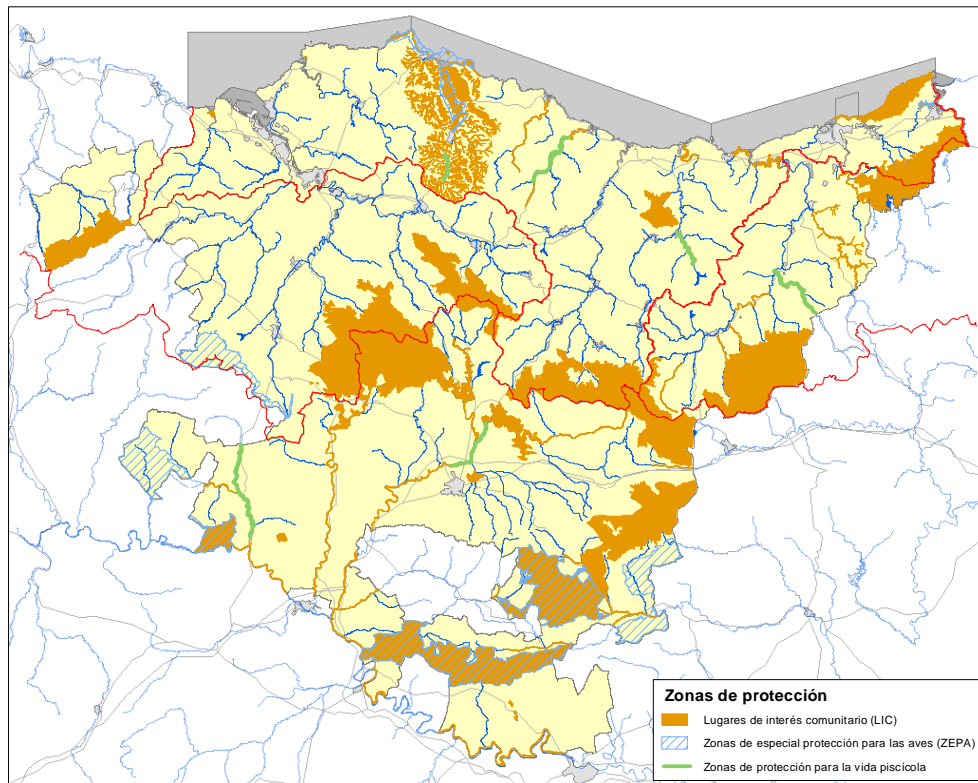 Zonas de protección
Lugares de interés comunitario (LIC)
Zonas de especial protección para las aves (ZEPA)
Zonas de protección para la vida piscícola